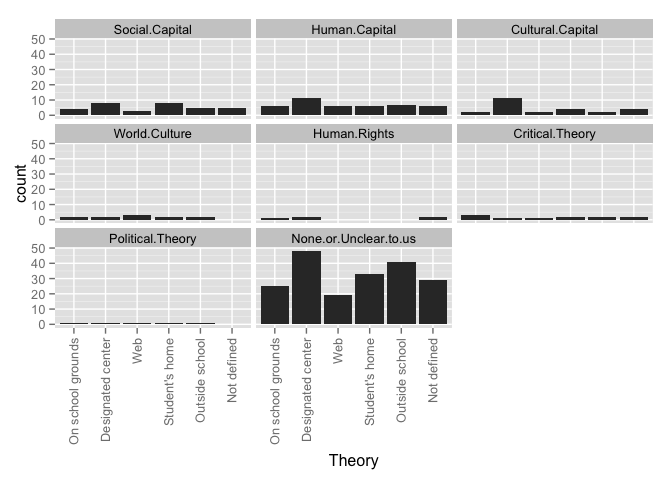 Social.Capital Human.Capital Cultural.Capital
50
40
30
20
10
0
World.Culture Human.Rights Critical.Theory
50
40
30
20
10
0
Political.Theory None.or.Unclear.to.us
50
40
30
20
10
0
count
On school grounds
Designated center
Web
Student's home
Outside school
Not defined
On school grounds
Designated center
Web
Student's home
Outside school
Not defined
Theory